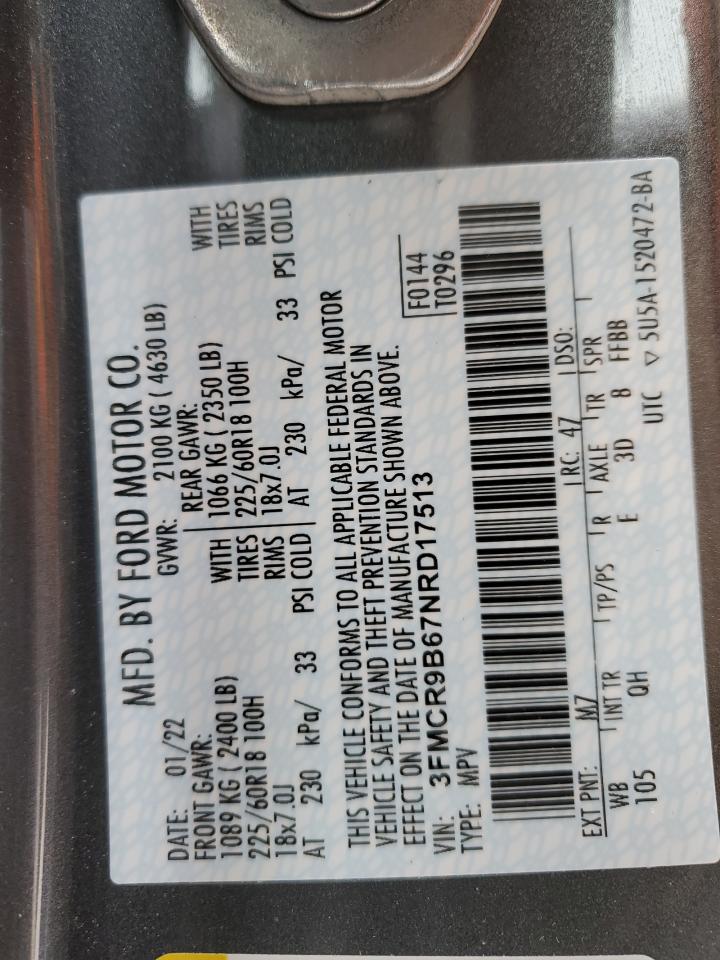 MFD. BY FORD MOTOR CO.
DATE: 01/22 GVWR: 2100 KG ( 4630 LB)
FRONT GAWR: REAR GAWR:
1089 KG ( 2400 LB) WITH 1066 KG ( 2350 LB) WITH
225/60R18 100H TIRES 225/60R18 100H TIRES
18x7.0J RIMS 18x7.0J RIMS
AT 230 kPa/ 33 PSI COLD AT 230 kPa/ 33 PSI COLD
THIS VEHICLE CONFORMS TO ALL APPLICABLE FEDERAL MOTOR
VEHICLE SAFETY AND THEFT PREVENTION STANDARDS IN
EFFECT ON THE DATE OF MANUFACTURE SHOWN ABOVE.
VIN: 3FMCR9B67NRD17513 F0144
TYPE: MPV T0296
EXT PNT: M7 RC: 47 DSO:
WB INT TR TP/PS R AXLE TR SPR
105 QH E 3D 8 FFBB
UTC ▽ 5U5A-1520472-BA